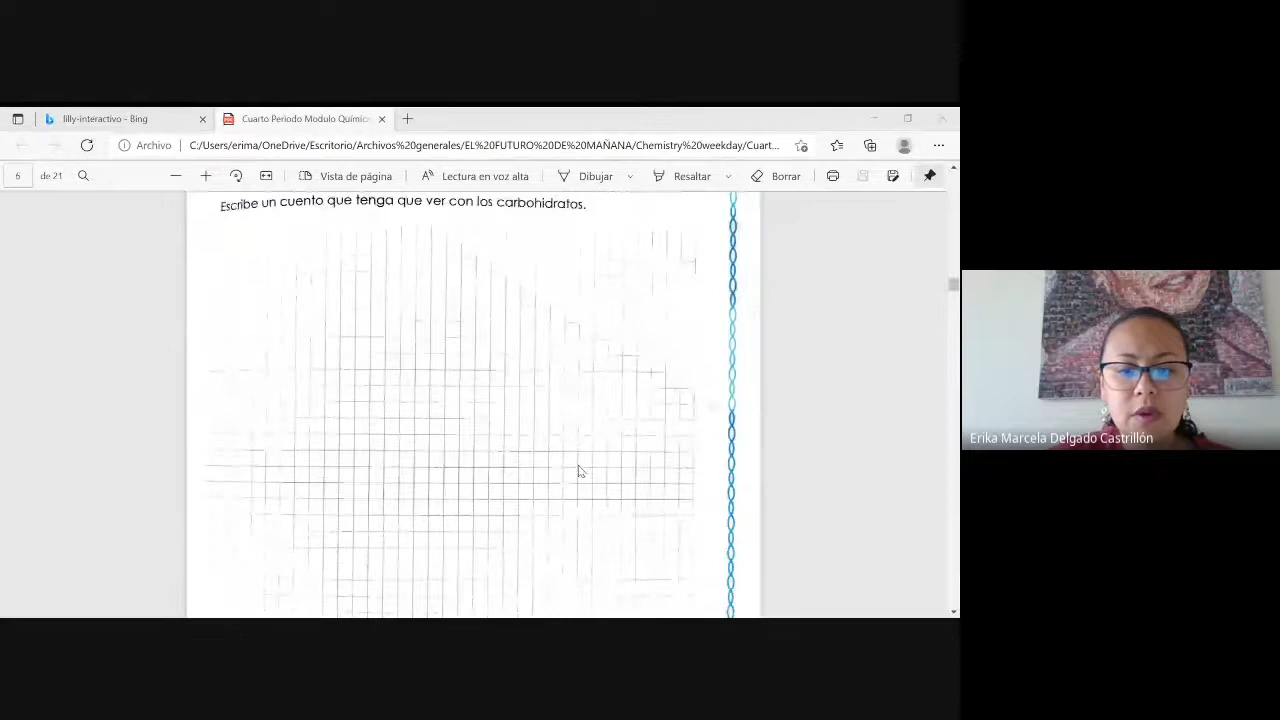 lilly-interactivo - Bing
Cuarto Periodo Modulo Químic
Archivo
C:/Users/erima/OneDrive/Escritorio/Archivos%20generales/EL%20FUTURO%20DE%20MAÑANA/Chemistry%20weekday/Cuart...
6
de 21
Vista de página
Lectura en voz alta
Dibujar
Resaltar
Borrar
Escribe un cuento que tenga que ver con los carbohidratos.
Erika Marcela Delgado Castrillón